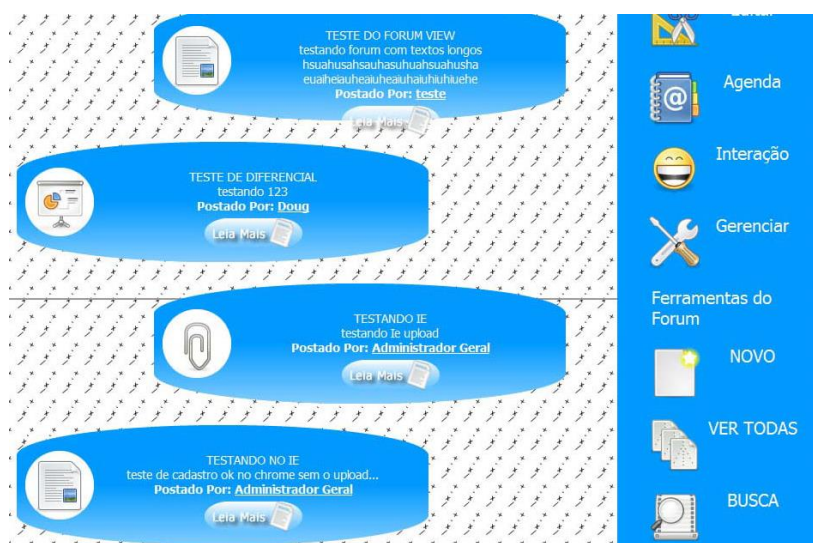 TESTE DO FORUM VIEW
testando forum com textos longos
hsuahusahsauhasuhuahsuahusha
euaiheiauheaiuheaiuhaiuhiuhiuehe
Postado Por: teste
Leia Mais
TESTE DE DIFERENCIAL
testando 123
Postado Por: Doug
Leia Mais
TESTANDO IE
testando Ie upload
Postado Por: Administrador Geral
Leia Mais
TESTANDO NO IE
teste de cadastro ok no chrome sem o upload...
Postado Por: Administrador Geral
Leia Mais
Editar
Agenda
Interação
Gerenciar
Ferramentas do
Forum
NOVO
VER TODAS
BUSCA